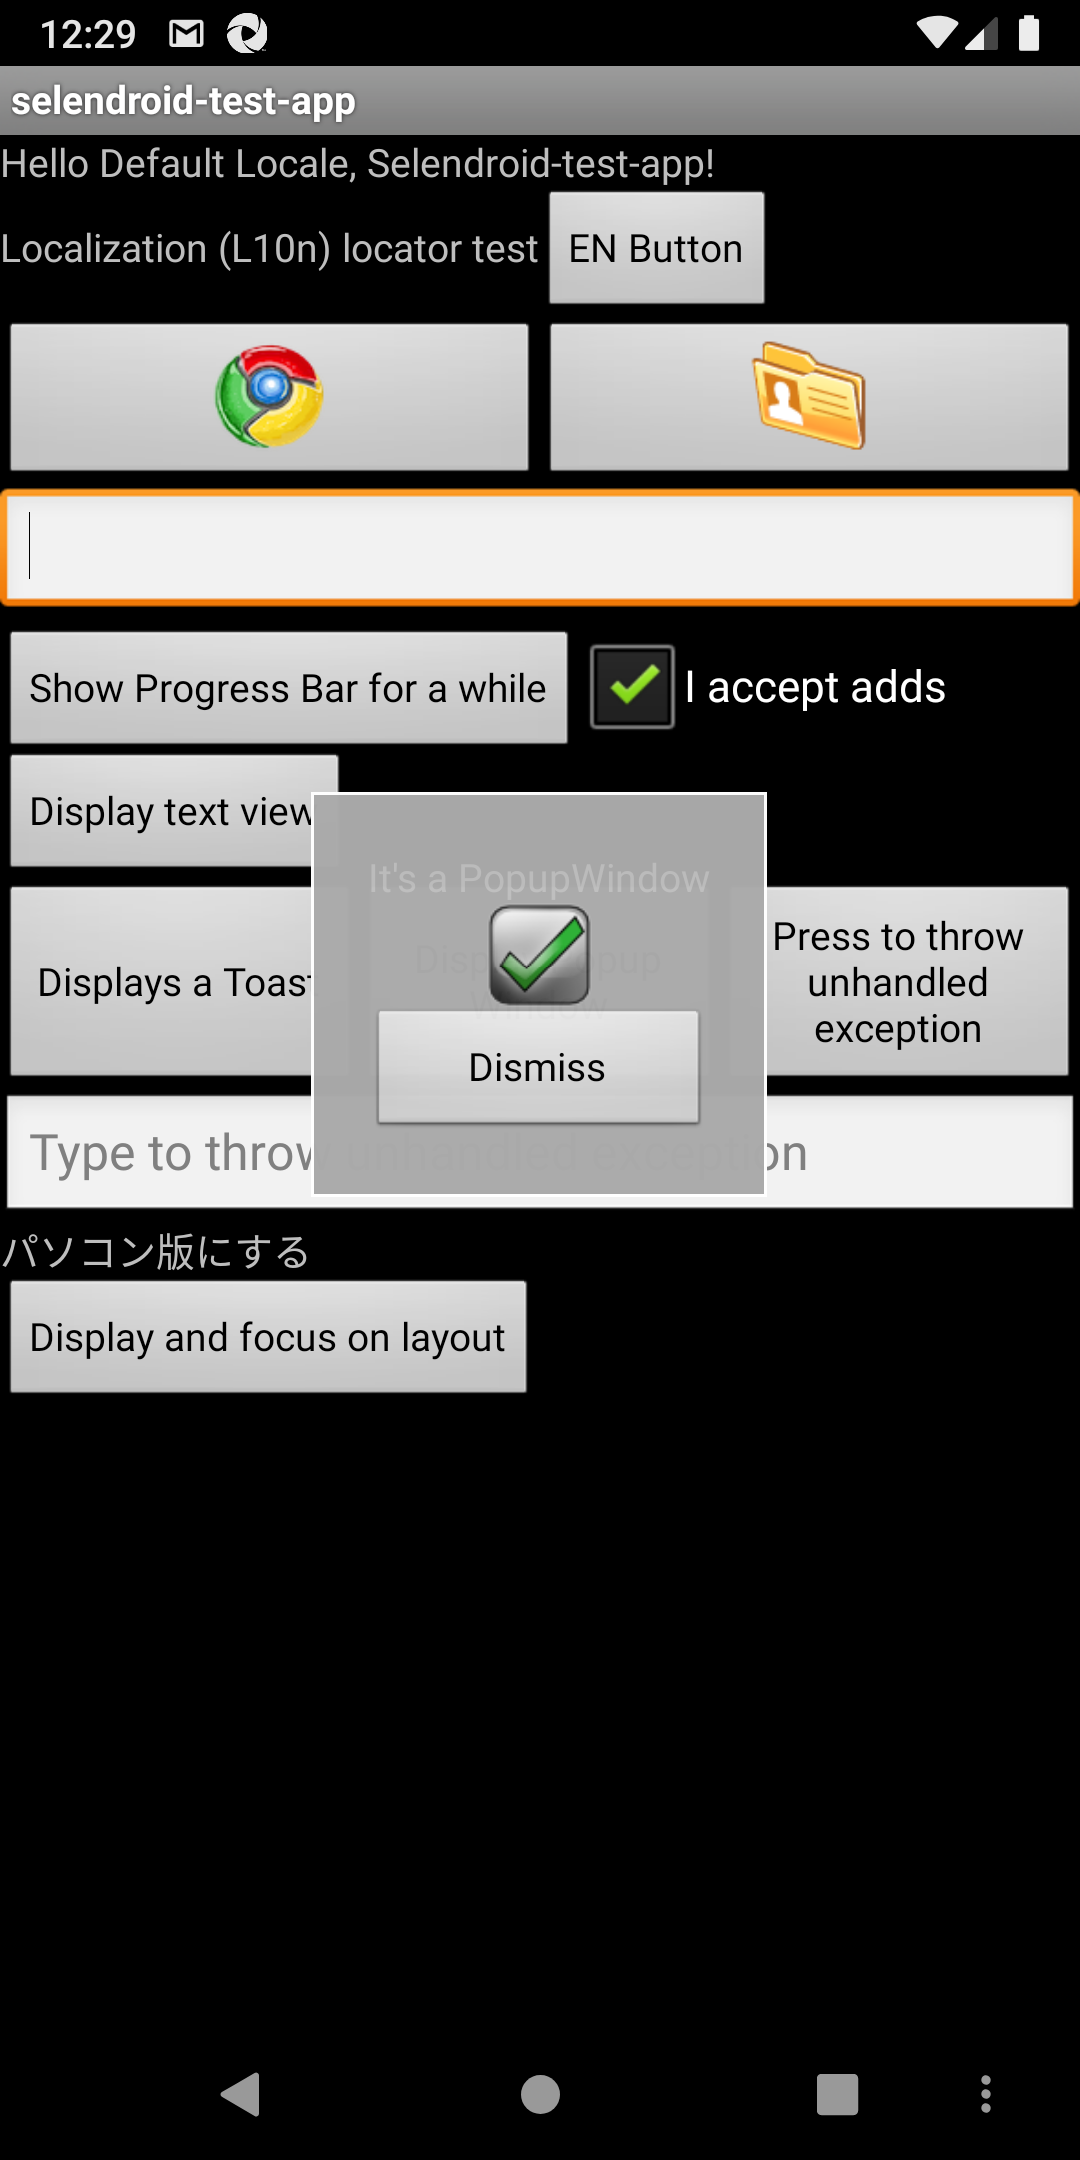 12:29
selendroid-test-app
Hello Default Locale, Selendroid-test-app!
Localization (L10n) locator test
EN Button
Show Progress Bar for a while
I accept adds
Display text view
It's a PopupWindow
Displays a Toast
Window
Press to throw
unhandled
exception
Dismiss
Type to throw unhandled exception
パソコン版にする
Display and focus on layout